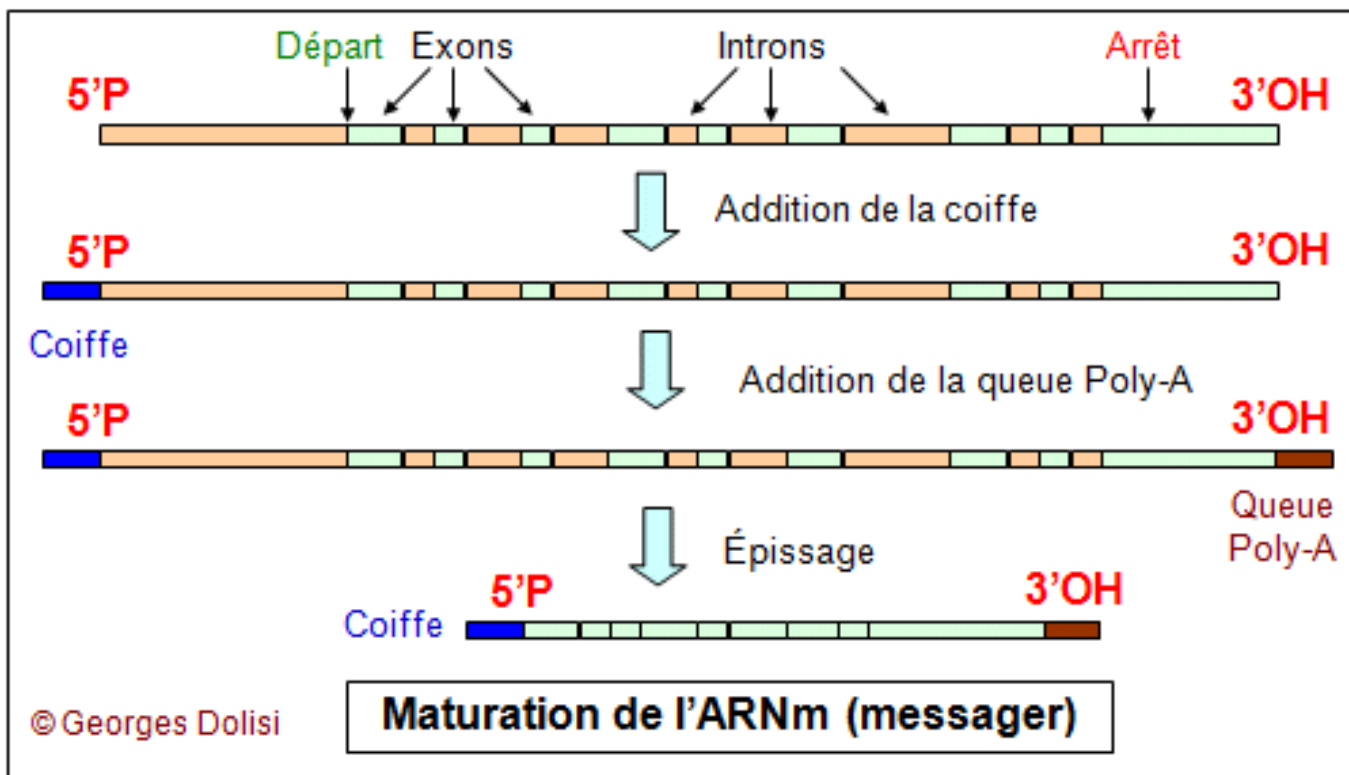 Départ Exons Introns Arrêt
5'P 3'OH
Addition de la coiffe
5'P 3'OH
Coiffe
Addition de la queue Poly-A
5'P 3'OH
Queue
Poly-A
Épissage
5'P 3'OH
Coiffe
Maturation de l'ARNm (messager)
© Georges Dolisi